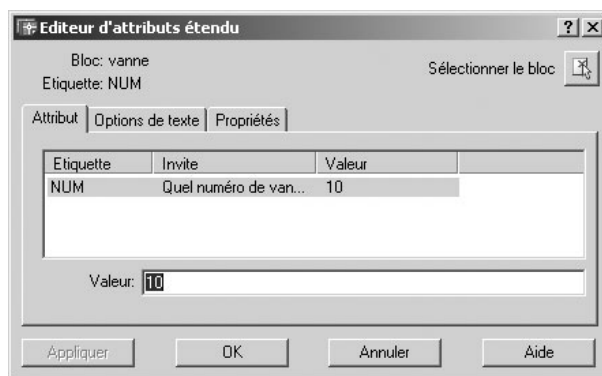 Editeur d'attributs étendu
Bloc: vanne
Etiquette: NUM
Sélectionner le bloc
Attribut Options de texte Propriétés
Etiquette Invite Valeur
NUM Quel numéro de van... 10
Valeur: 10
Appliquer OK Annuler Aide